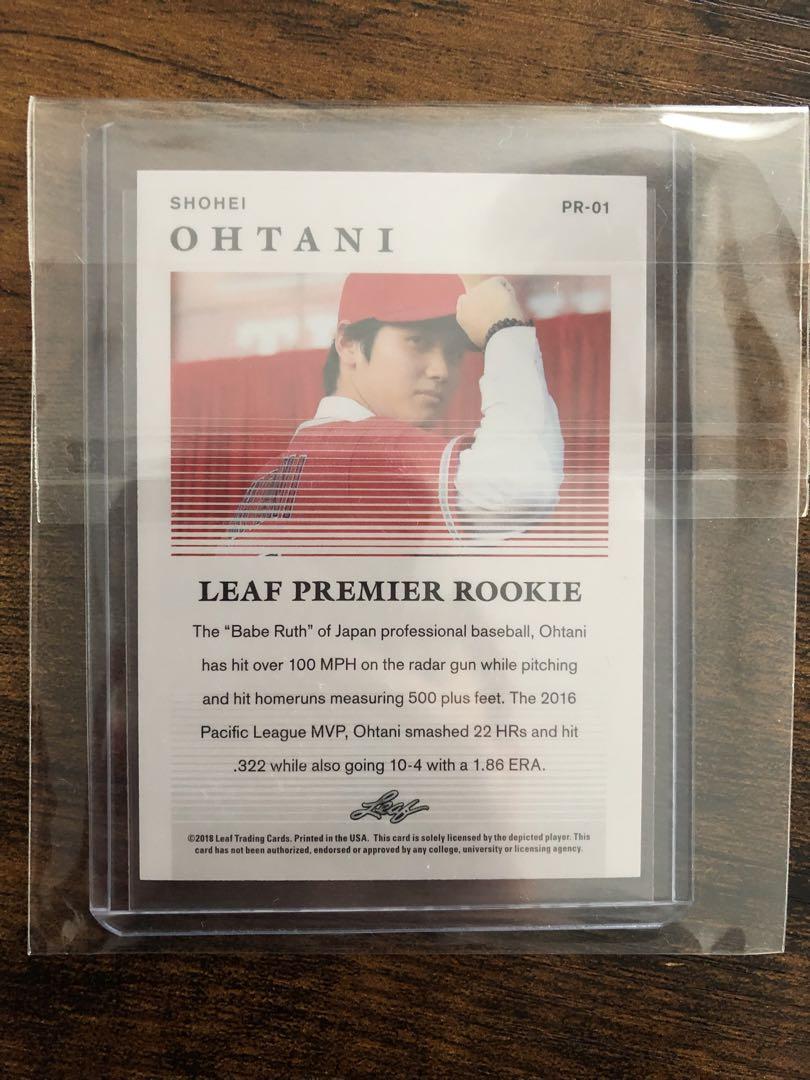 SHOHEI
PR-01
OHTANI
LEAF PREMIER ROOKIE
The “Babe Ruth” of Japan professional baseball, Ohtani
has hit over 100 MPH on the radar gun while pitching
and hit homeruns measuring 500 plus feet. The 2016
Pacific League MVP, Ohtani smashed 22 HRs and hit
.322 while also going 10-4 with a 1.86 ERA.
Leaf
©2018 Leaf Trading Cards. Printed in the USA. This card is solely licensed by the depicted player. This
card has not been authorized, endorsed or approved by any college, university or licensing agency.